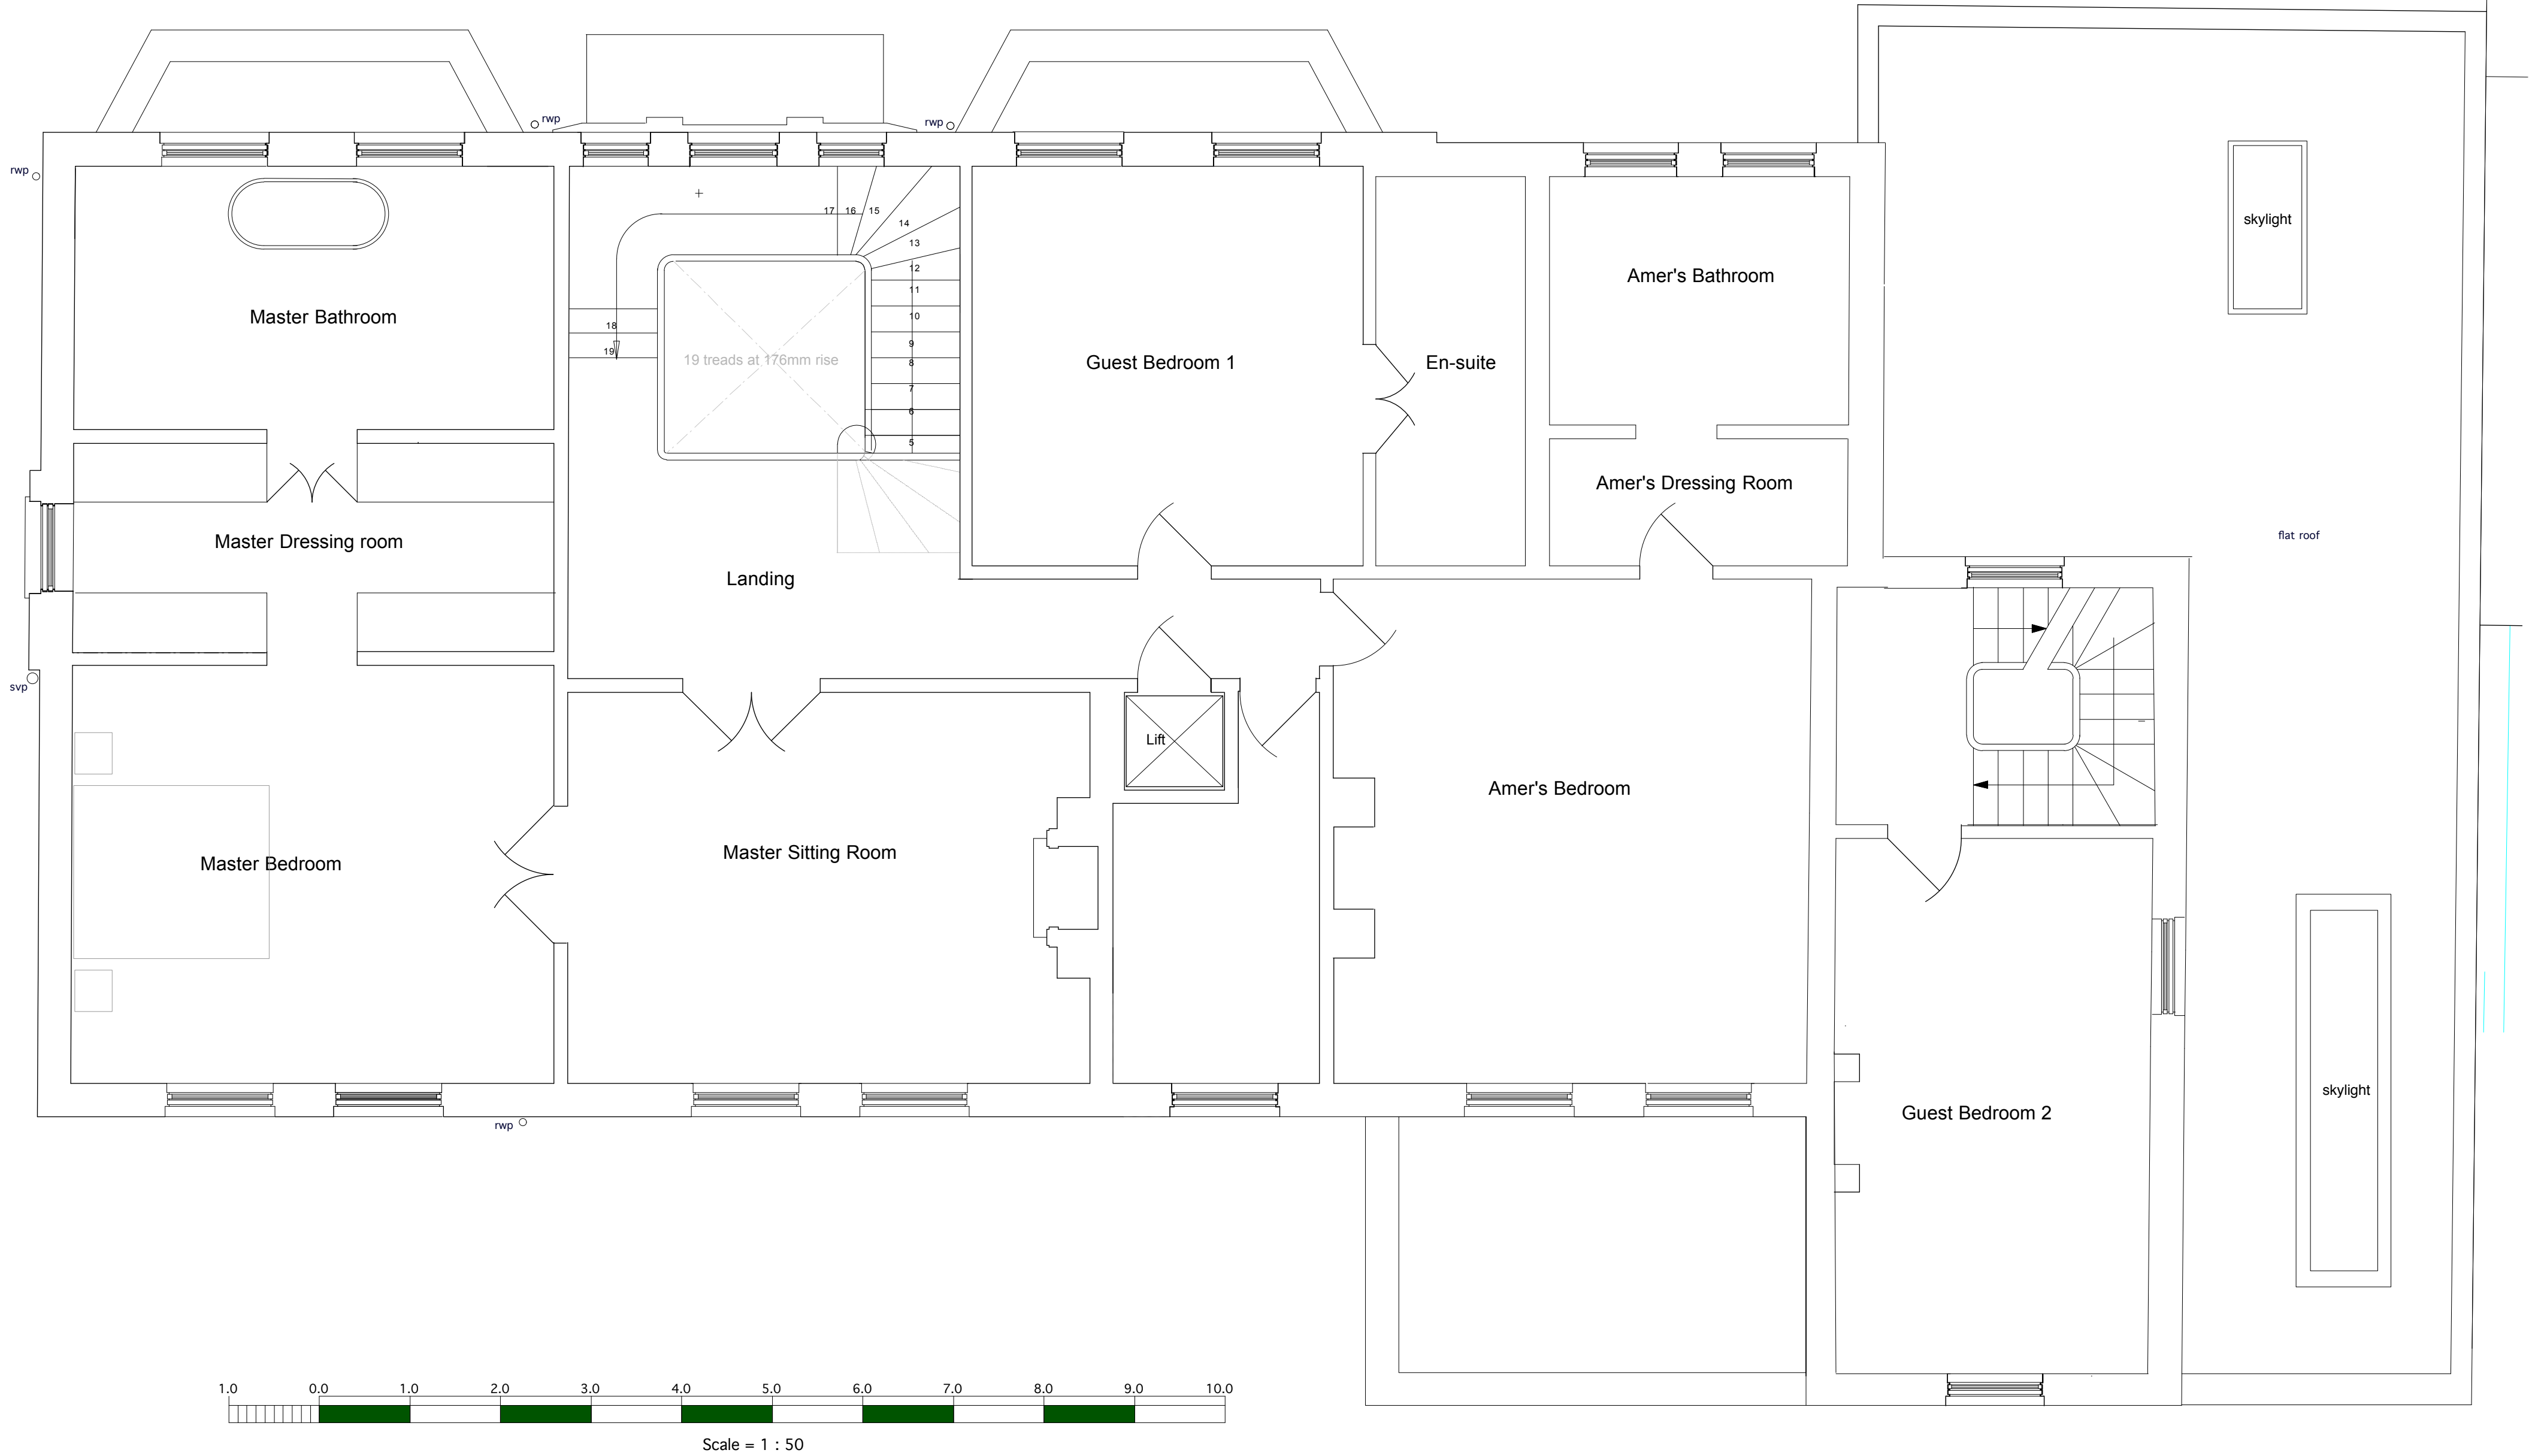 rwp
rwp
rwp
skylight
17
16
15
14
13
12
11
10
9
8
7
6
5
18
19
19 treads at 176mm rise
Master Bathroom
Guest Bedroom 1
En-suite
Amer's Bathroom
Amer's Dressing Room
Master Dressing room
Landing
flat roof
svp
Lift
Amer's Bedroom
Master Sitting Room
Master Bedroom
skylight
Guest Bedroom 2
rwp
1.0 0.0 1.0 2.0 3.0 4.0 5.0 6.0 7.0 8.0 9.0 10.0
Scale = 1 : 50